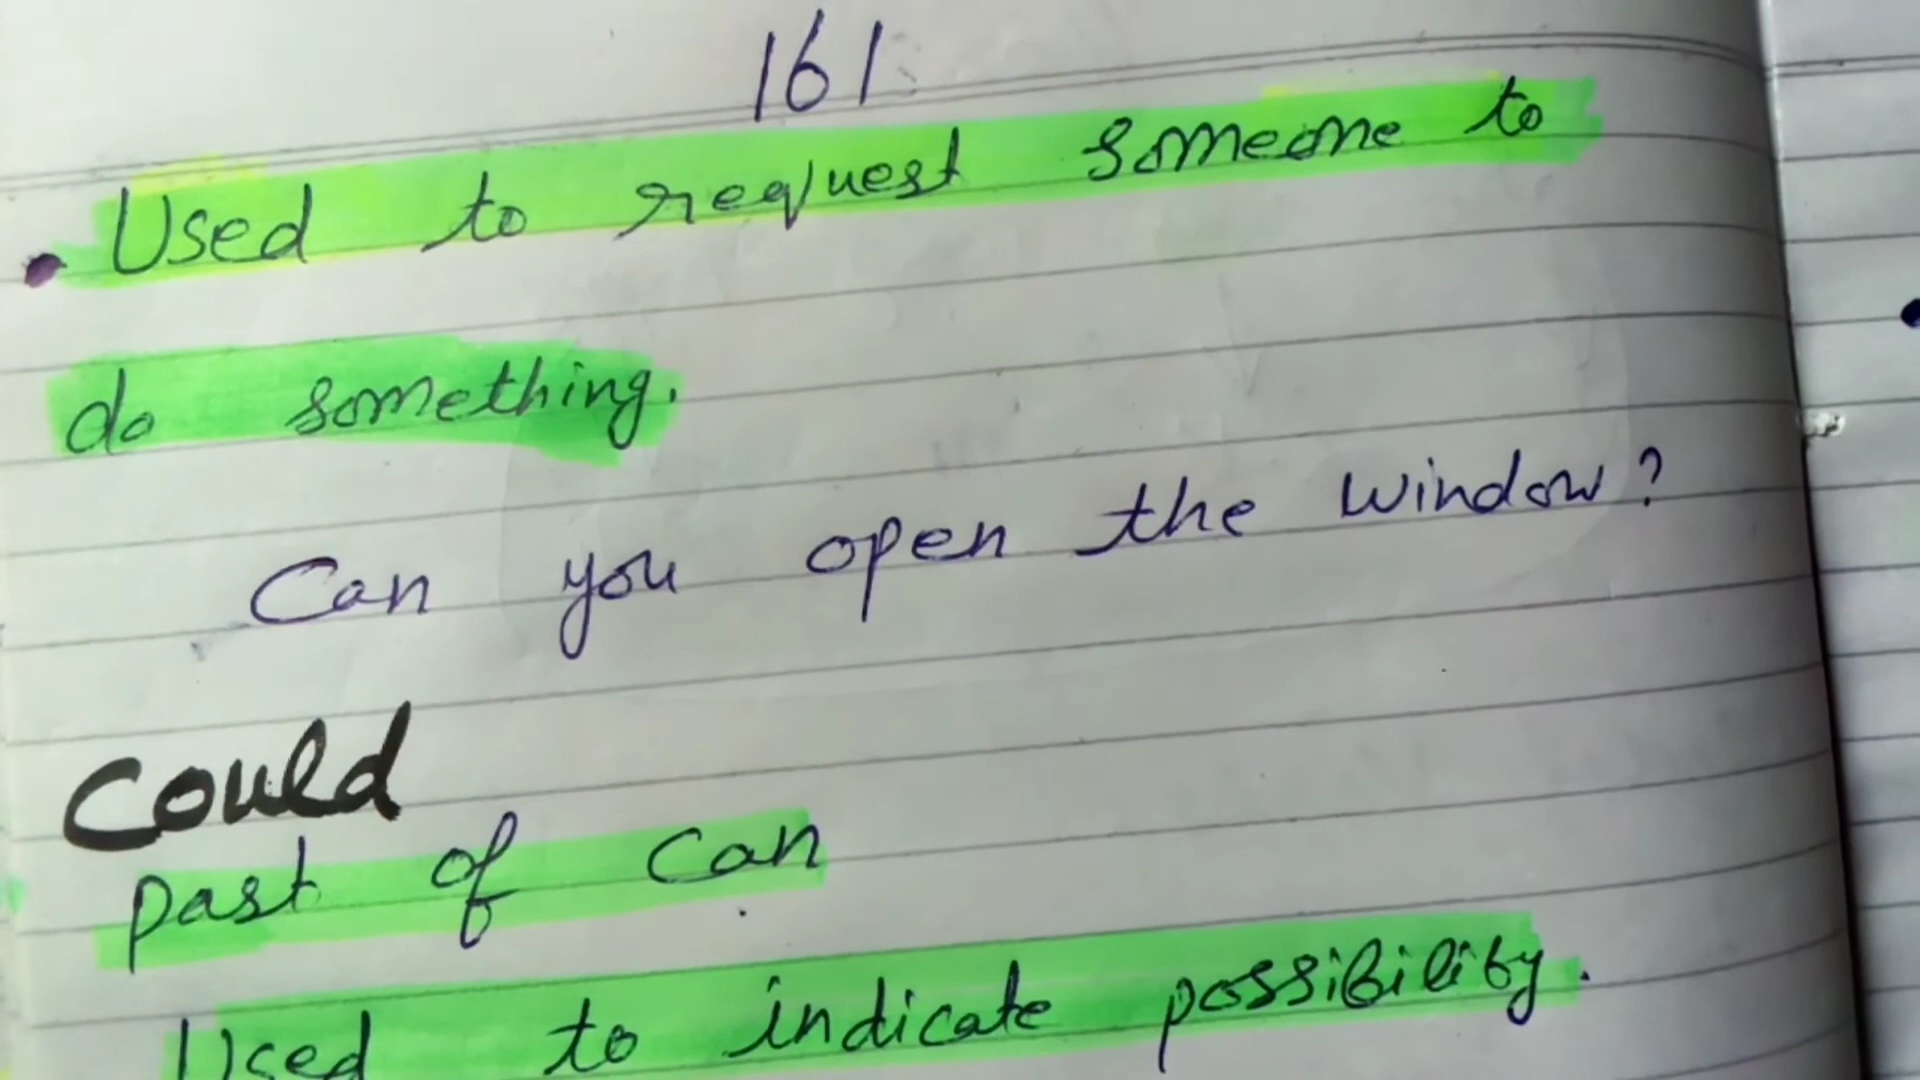 161
Used to request someone to
do something.
Can you open the window?
Could
past of can
Used to indicate possibility.